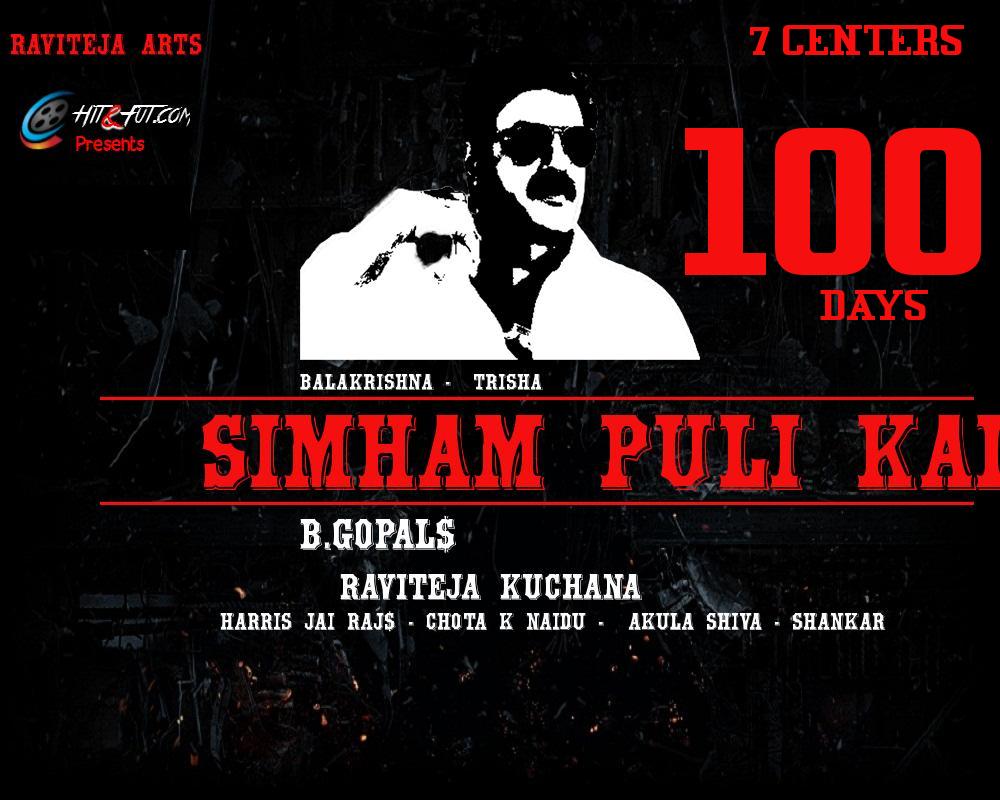 RAVITEJA ARTS
7 CENTERS
HIT&FUT.COM
Presents
100
DAYS
BALAKRISHNA - TRISHA
SIMHAM PULI
B.GOPAL$
RAVITEJA KUCHANA
HARRIS JAI RAJ$ - CHOTA K NAIDU - AKULA SHIVA - SHANKAR